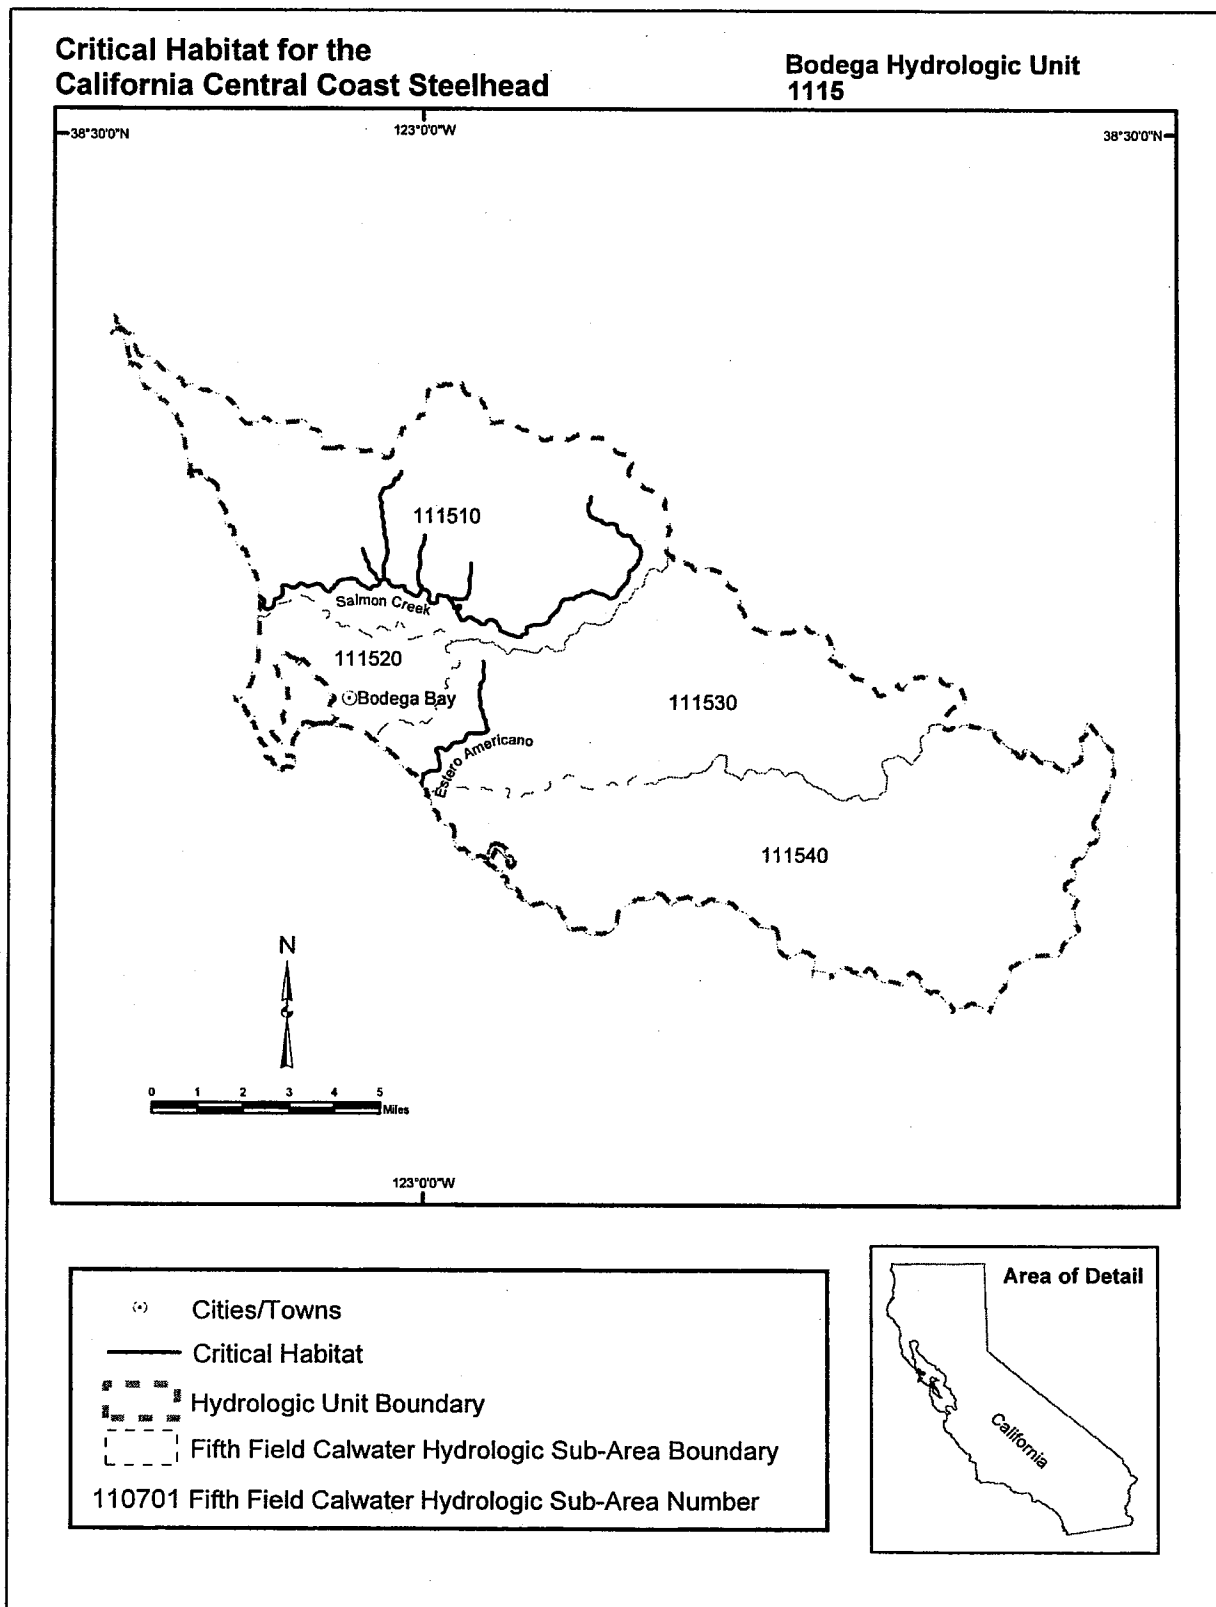 Critical Habitat for the
California Central Coast Steelhead
Bodega Hydrologic Unit
1115
38°30'0"N
123°0'0"W
38°30'0"N
111510
Salmon Creek
111520
Bodega Bay
111530
Estero Americano
111540
N
0 1 2 3 4 5
Miles
123°0'0"W
Cities/Towns
Critical Habitat
Hydrologic Unit Boundary
Fifth Field Calwater Hydrologic Sub-Area Boundary
110701 Fifth Field Calwater Hydrologic Sub-Area Number
Area of Detail
California